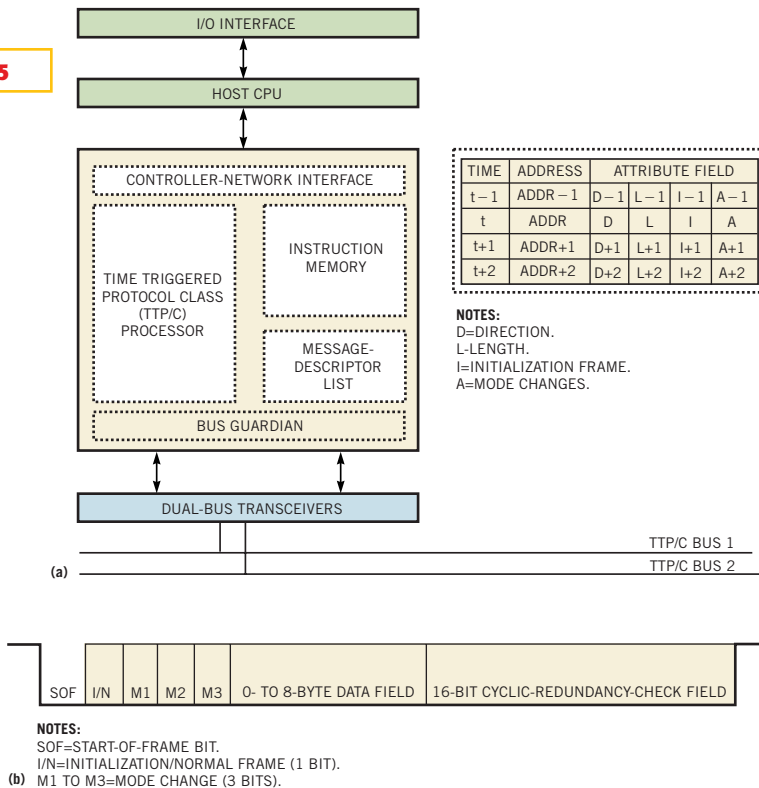 I/O INTERFACE
5
HOST CPU
CONTROLLER-NETWORK INTERFACE
TIME TRIGGERED
PROTOCOL CLASS
(TTP/C)
PROCESSOR
INSTRUCTION
MEMORY
MESSAGE-
DESCRIPTOR
LIST
BUS GUARDIAN
DUAL-BUS TRANSCEIVERS
TIME ADDRESS ATTRIBUTE FIELD
t−1 ADDR−1 D−1 L−1 I−1 A−1
t ADDR D L I A
t+1 ADDR+1 D+1 L+1 I+1 A+1
t+2 ADDR+2 D+2 L+2 I+2 A+2
NOTES:
D=DIRECTION.
L-LENGTH.
I=INITIALIZATION FRAME.
A=MODE CHANGES.
TTP/C BUS 1
TTP/C BUS 2
(a)
SOF I/N M1 M2 M3 0- TO 8-BYTE DATA FIELD 16-BIT CYCLIC-REDUNDANCY-CHECK FIELD
NOTES:
SOF=START-OF-FRAME BIT.
I/N=INITIALIZATION/NORMAL FRAME (1 BIT).
(b) M1 TO M3=MODE CHANGE (3 BITS).